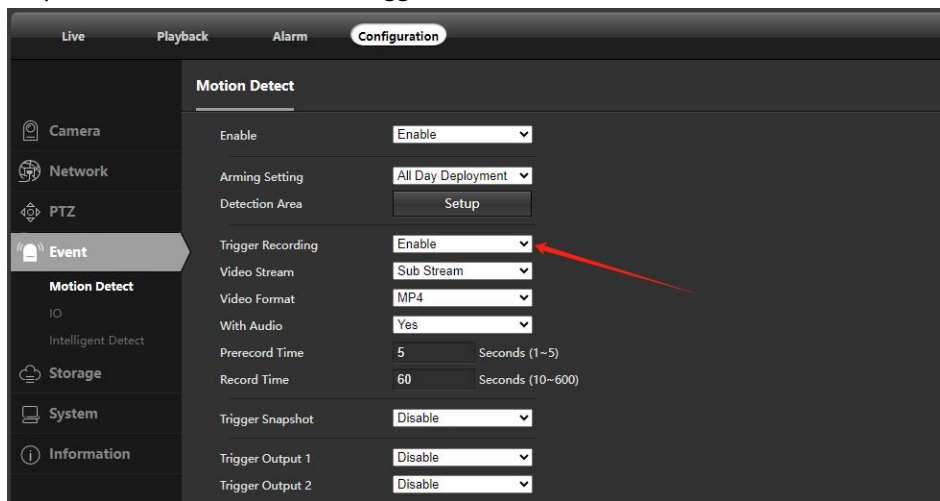 Live Playback Alarm Configuration
Motion Detect
Camera
Network
PTZ
Event
Motion Detect
IO
Intelligent Detect
Storage
System
Information
Enable Enable
Arming Setting All Day Deployment
Detection Area Setup
Trigger Recording Enable
Video Stream Sub Stream
Video Format MP4
With Audio Yes
Prerecord Time 5 Seconds (1~5)
Record Time 60 Seconds (10~600)
Trigger Snapshot Disable
Trigger Output 1 Disable
Trigger Output 2 Disable